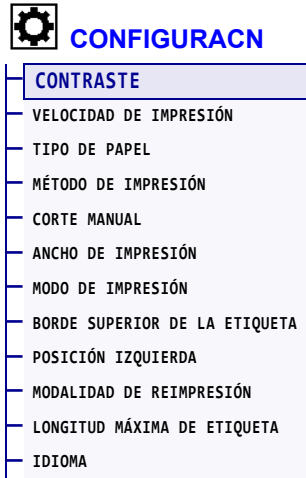 CONFIGURACN
CONTRASTE
VELOCIDAD DE IMPRESIÓN
TIPO DE PAPEL
MÉTODO DE IMPRESIÓN
CORTE MANUAL
ANCHO DE IMPRESIÓN
MODO DE IMPRESIÓN
BORDE SUPERIOR DE LA ETIQUETA
POSICIÓN IZQUIERDA
MODALIDAD DE REIMPRESIÓN
LONGITUD MÁXIMA DE ETIQUETA
IDIOMA